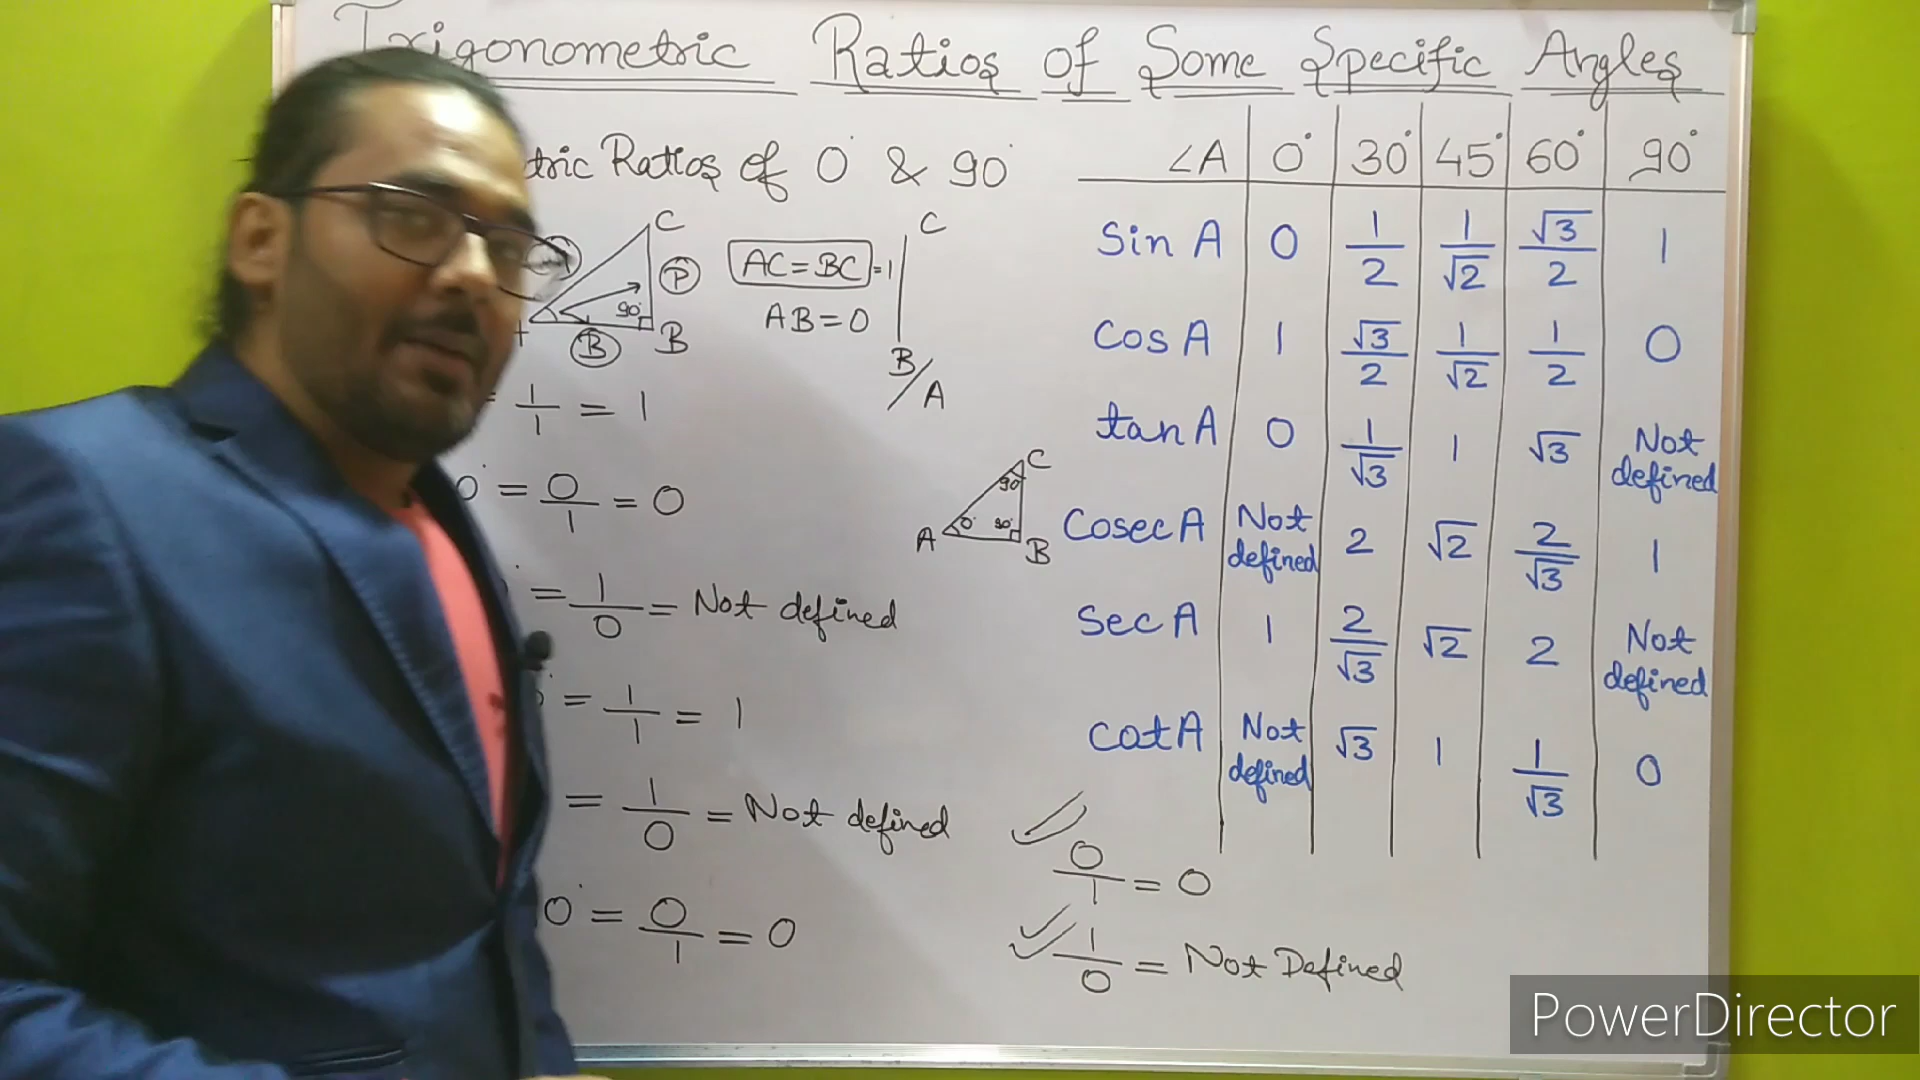 Trigonometric Ratios of Some Specific Angles
tric Ratios of 0° & 90°
C
P
90°
B
B
AC = BC = 1
AB = 0
C
B/A
1/1 = 1
0° = 0/1 = 0
= 1/0 = Not defined
= 1/1 = 1
= 1/0 = Not defined
0° = 0/1 = 0
C
90°
A 0° 90° B
∠A 0° 30° 45° 60° 90°
Sin A 0 1/2 1/√2 √3/2 1
Cos A 1 √3/2 1/√2 1/2 0
tan A 0 1/√3 1 √3 Not defined
Cosec A Not defined 2 √2 2/√3 1
Sec A 1 2/√3 √2 2 Not defined
Cot A Not defined √3 1 1/√3 0
0/1 = 0
1/0 = Not Defined
PowerDirector